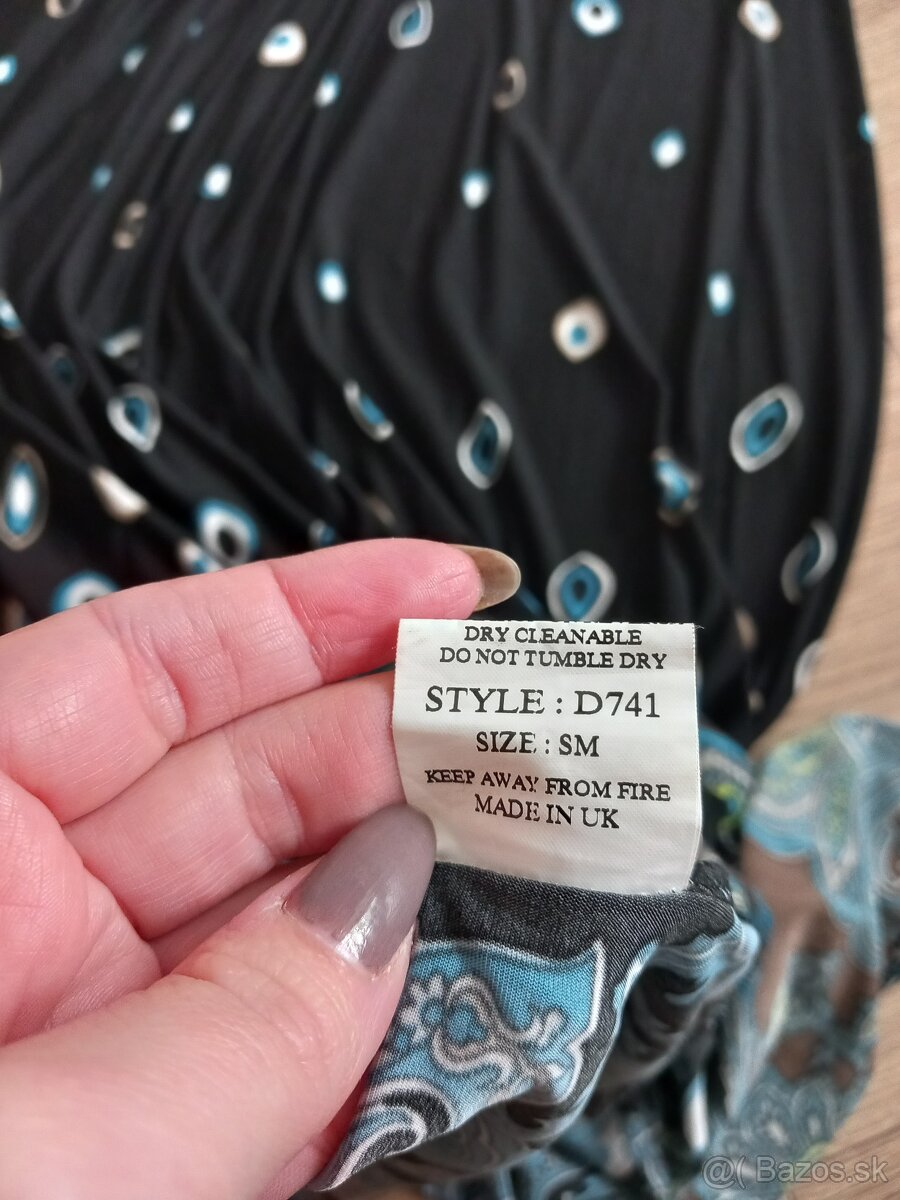 DRY CLEANABLE
DO NOT TUMBLE DRY
STYLE : D741
SIZE : SM
KEEP AWAY FROM FIRE
MADE IN UK
@( Bazos.sk